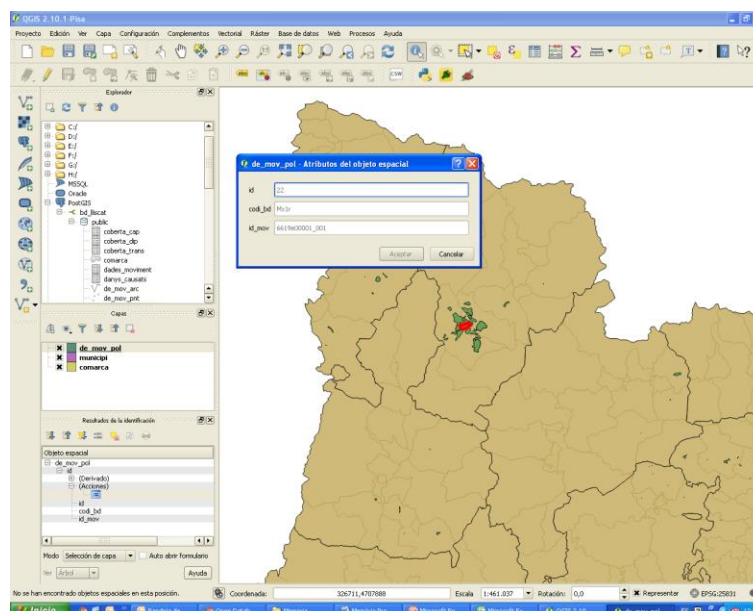 QGIS 2.10.1-Pisa
Proyecto Edición Ver Capa Configuración Complementos Vectorial Ráster Base de datos Web Procesos Ayuda
CSW
Explorador
C:/
D:/
E:/
F:/
G:/
H:/
MSSQL
Oracle
PostGIS
bd_lliscat
public
coberta_cap
coberta_dip
coberta_trans
comarca
dades_moviment
danys_causats
de_mov_arc
de_mov_pnt
Capas
de_mov_pol
municipi
comarca
Resultados de la identificación
Objeto espacial
de_mov_pol
id
(Derivado)
(Acciones)
id
codi_bd
id_mov
Modo Selección de capa Auto abrir formulario
Ver Árbol Ayuda
de_mov_pol - Atributos del objeto espacial
id 22
codi_bd Mv1r
id_mov
Aceptar Cancelar
No se han encontrado objetos espaciales en esta posición. Coordenada: 326711,4707888 Escala 1:461.037 Rotación: 0,0 Representar EPSG:25831
Inicio